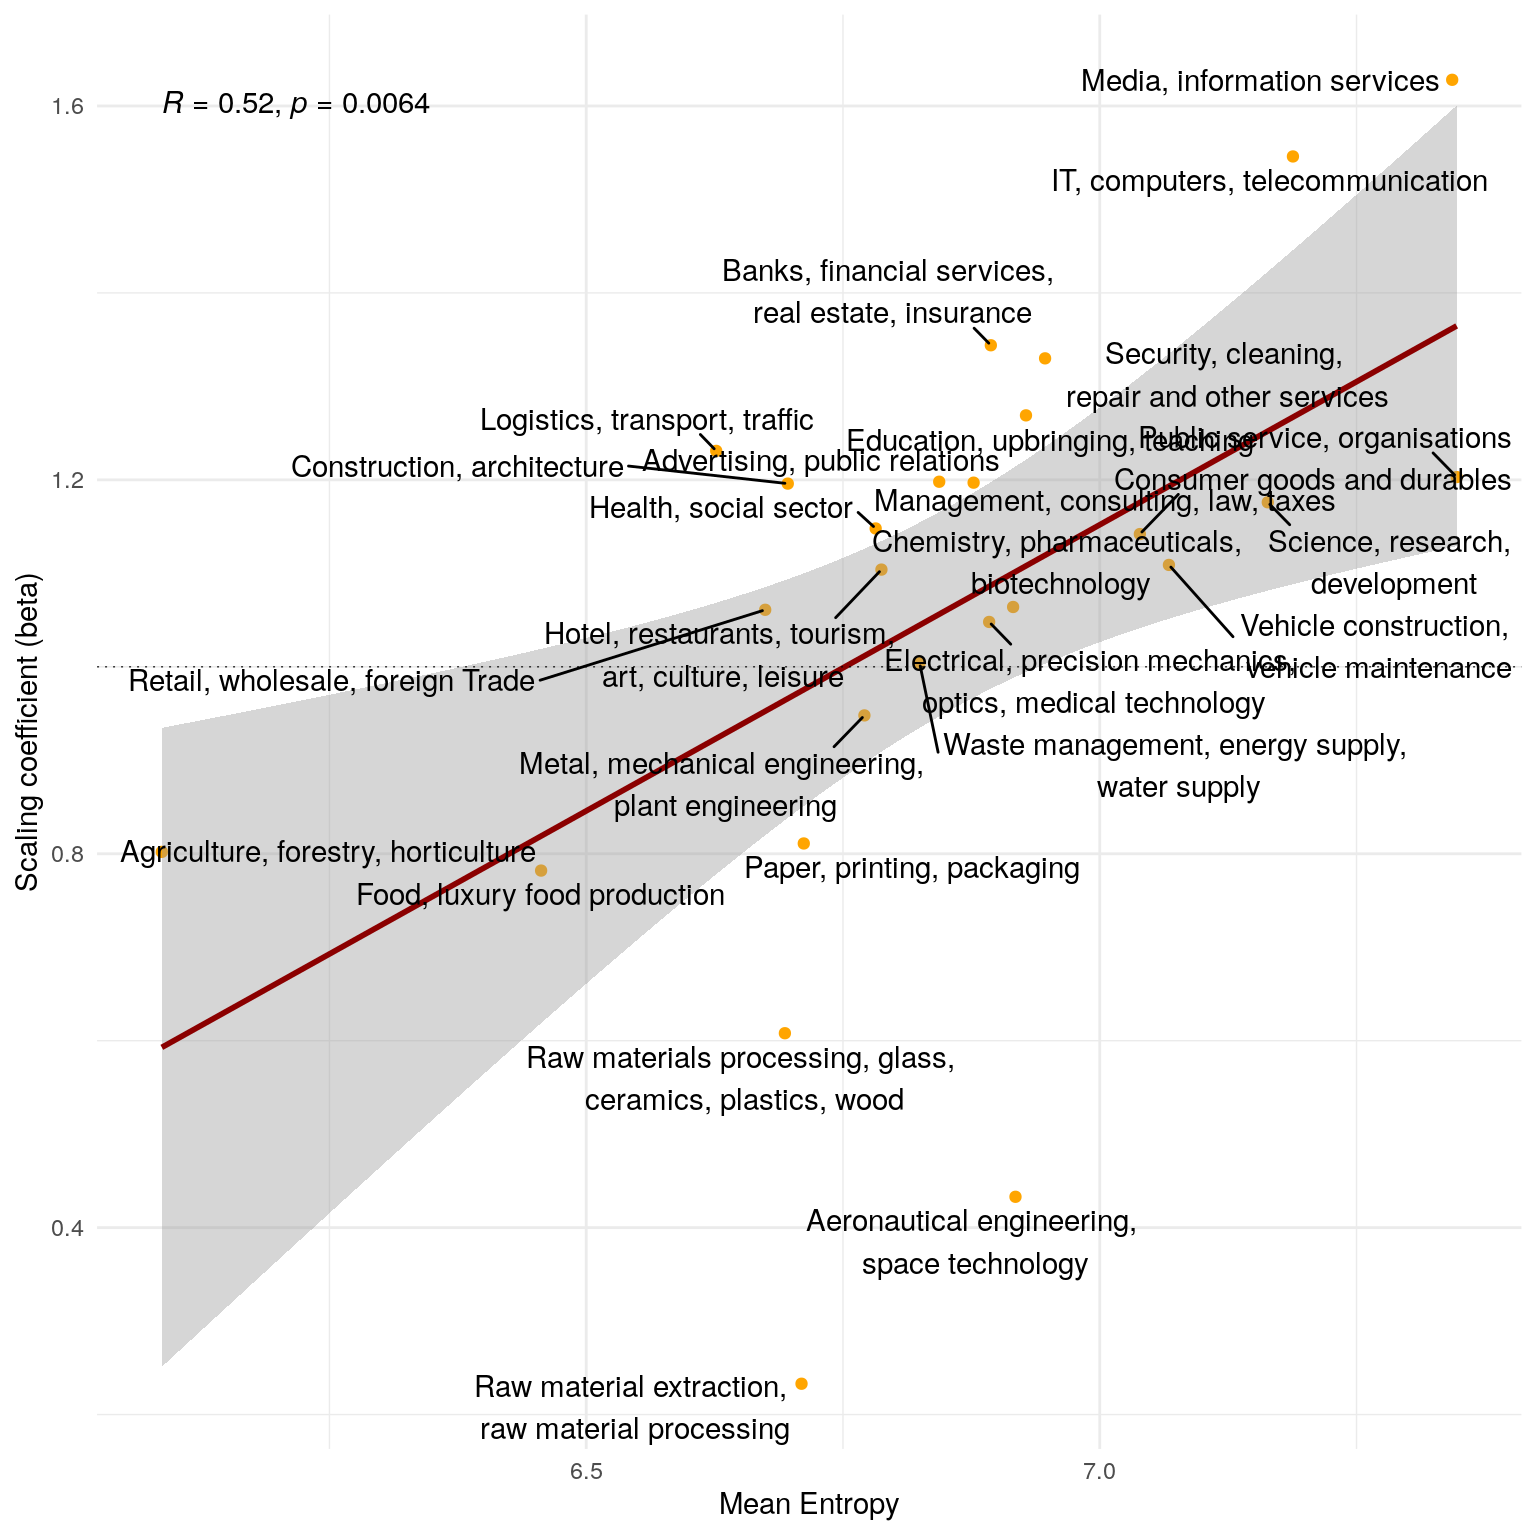 Media, information services
1.6
R = 0.52, p = 0.0064
IT, computers, telecommunication
Banks, financial services,
real estate, insurance
Security, cleaning,
repair and other services
Logistics, transport, traffic
Education, upbringing, teaching
Public service, organisations
Construction, architecture
Advertising, public relations
1.2
Consumer goods and durables
Health, social sector
Management, consulting, law, taxes
Chemistry, pharmaceuticals,
biotechnology
Science, research,
development
Hotel, restaurants, tourism,
art, culture, leisure
Vehicle construction,
vehicle maintenance
Retail, wholesale, foreign Trade
Electrical, precision mechanics,
optics, medical technology
Waste management, energy supply,
water supply
Metal, mechanical engineering,
plant engineering
Scaling coefficient (beta)
0.8
Agriculture, forestry, horticulture
Food, luxury food production
Paper, printing, packaging
Raw materials processing, glass,
ceramics, plastics, wood
0.4
Aeronautical engineering,
space technology
Raw material extraction,
raw material processing
6.5
7.0
Mean Entropy